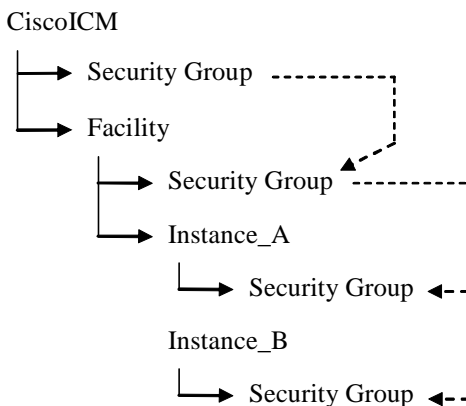 CiscoICM
Security Group
Facility
Security Group
Instance_A
Security Group
Instance_B
Security Group